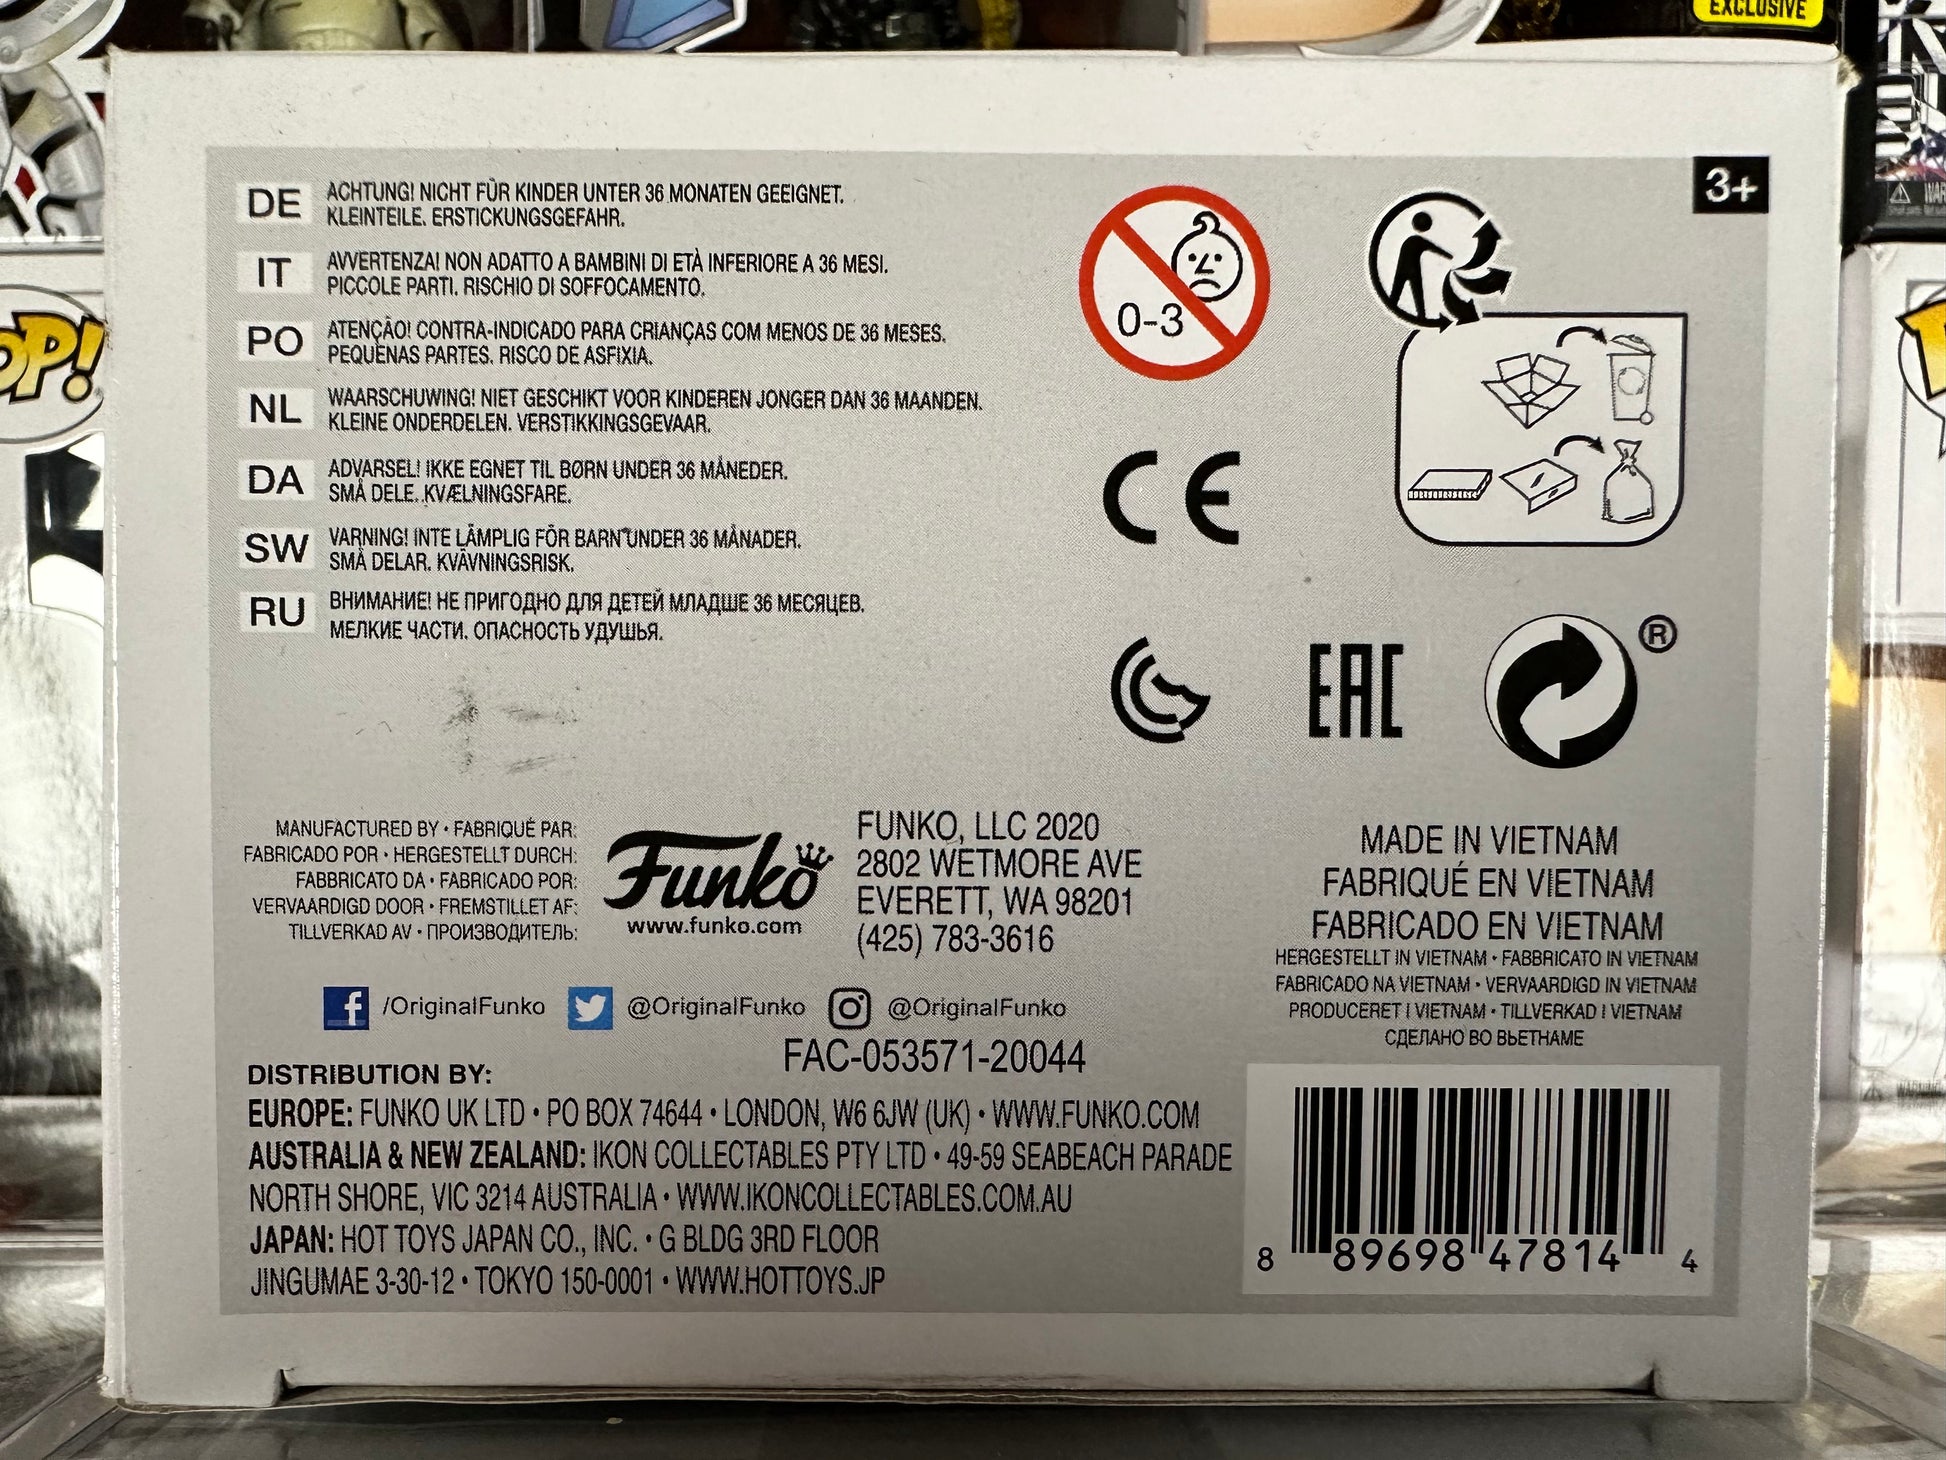 EXCLUSIVE
3+
DE ACHTUNG! NICHT FÜR KINDER UNTER 36 MONATEN GEEIGNET.
KLEINTEILE. ERSTICKUNGSGEFAHR.
IT AVVERTENZA! NON ADATTO A BAMBINI DI ETÀ INFERIORE A 36 MESI.
PICCOLE PARTI. RISCHIO DI SOFFOCAMENTO.
PO ATENÇÃO! CONTRA-INDICADO PARA CRIANÇAS COM MENOS DE 36 MESES.
PEQUENAS PARTES. RISCO DE ASFIXIA.
NL WAARSCHUWING! NIET GESCHIKT VOOR KINDEREN JONGER DAN 36 MAANDEN.
KLEINE ONDERDELEN. VERSTIKKINGSGEVAAR.
DA ADVARSEL! IKKE EGNET TIL BØRN UNDER 36 MÅNEDER.
SMÅ DELE. KVÆLNINGSFARE.
SW VARNING! INTE LÄMPLIG FÖR BARN UNDER 36 MÅNADER.
SMÅ DELAR. KVÄVNINGSRISK.
RU ВНИМАНИЕ! НЕ ПРИГОДНО ДЛЯ ДЕТЕЙ МЛАДШЕ 36 МЕСЯЦЕВ.
МЕЛКИЕ ЧАСТИ. ОПАСНОСТЬ УДУШЬЯ.
0-3
CE
EAC
®
MANUFACTURED BY • FABRIQUÉ PAR:
FABRICADO POR • HERGESTELLT DURCH:
FABBRICATO DA • FABRICADO POR:
VERVAARDIGD DOOR • FREMSTILLET AF:
TILLVERKAD AV • ПРОИЗВОДИТЕЛЬ:
Funko
www.funko.com
FUNKO, LLC 2020
2802 WETMORE AVE
EVERETT, WA 98201
(425) 783-3616
MADE IN VIETNAM
FABRIQUÉ EN VIETNAM
FABRICADO EN VIETNAM
HERGESTELLT IN VIETNAM • FABBRICATO IN VIETNAM
FABRICADO NA VIETNAM • VERVAARDIGD IN VIETNAM
PRODUCERET I VIETNAM • TILLVERKAD I VIETNAM
СДЕЛАНО ВО ВЬЕТНАМЕ
/OriginalFunko @OriginalFunko @OriginalFunko
FAC-053571-20044
DISTRIBUTION BY:
EUROPE: FUNKO UK LTD • PO BOX 74644 • LONDON, W6 6JW (UK) • WWW.FUNKO.COM
AUSTRALIA & NEW ZEALAND: IKON COLLECTABLES PTY LTD • 49-59 SEABEACH PARADE
NORTH SHORE, VIC 3214 AUSTRALIA • WWW.IKONCOLLECTABLES.COM.AU
JAPAN: HOT TOYS JAPAN CO., INC. • G BLDG 3RD FLOOR
JINGUMAE 3-30-12 • TOKYO 150-0001 • WWW.HOTTOYS.JP
8 89698 47814 4